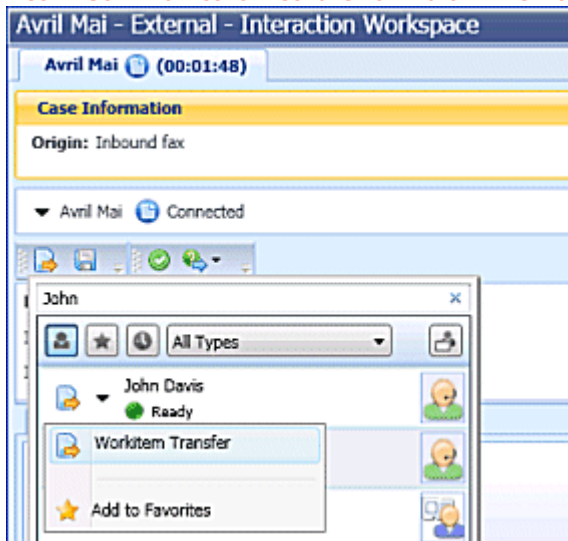 Avril Mai - External - Interaction Workspace
Avril Mai (00:01:48)
Case Information
Origin: Inbound fax
Avril Mai Connected
John ×
All Types
John Davis
Ready
Workitem Transfer
Add to Favorites